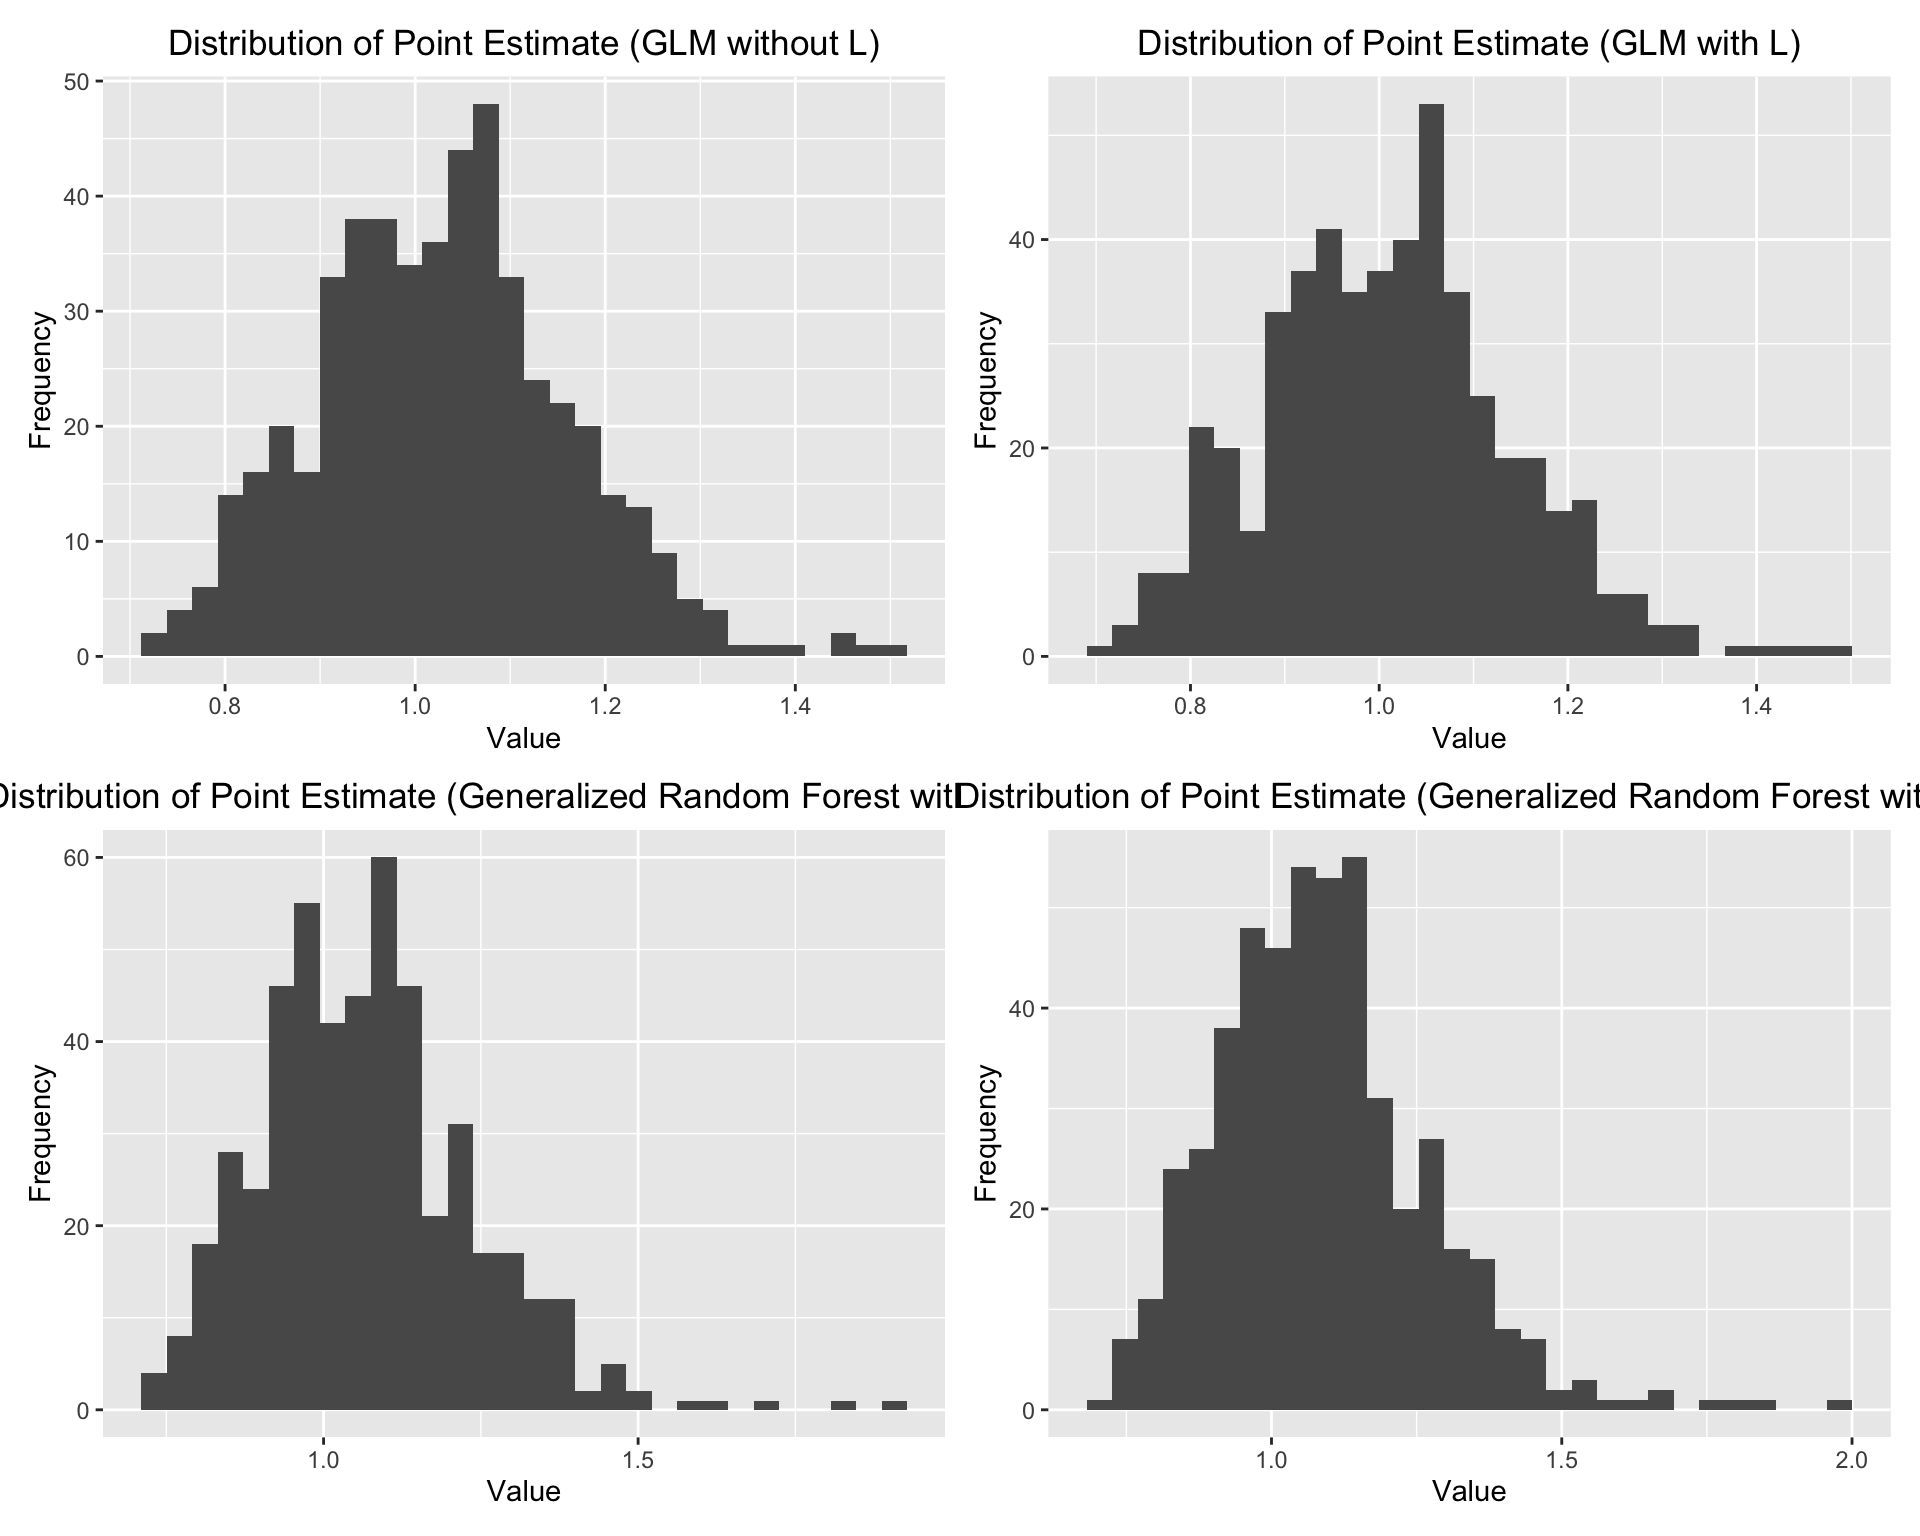 Distribution of Point Estimate (GLM without L)
50
40
30
20
10
0
Frequency
0.8 1.0 1.2 1.4
Value
Distribution of Point Estimate (GLM with L)
40
20
0
Frequency
0.8 1.0 1.2 1.4
Value
Distribution of Point Estimate (Generalized Random Forest with
60
40
20
0
Frequency
1.0 1.5
Value
Distribution of Point Estimate (Generalized Random Forest wit
40
20
0
Frequency
1.0 1.5 2.0
Value